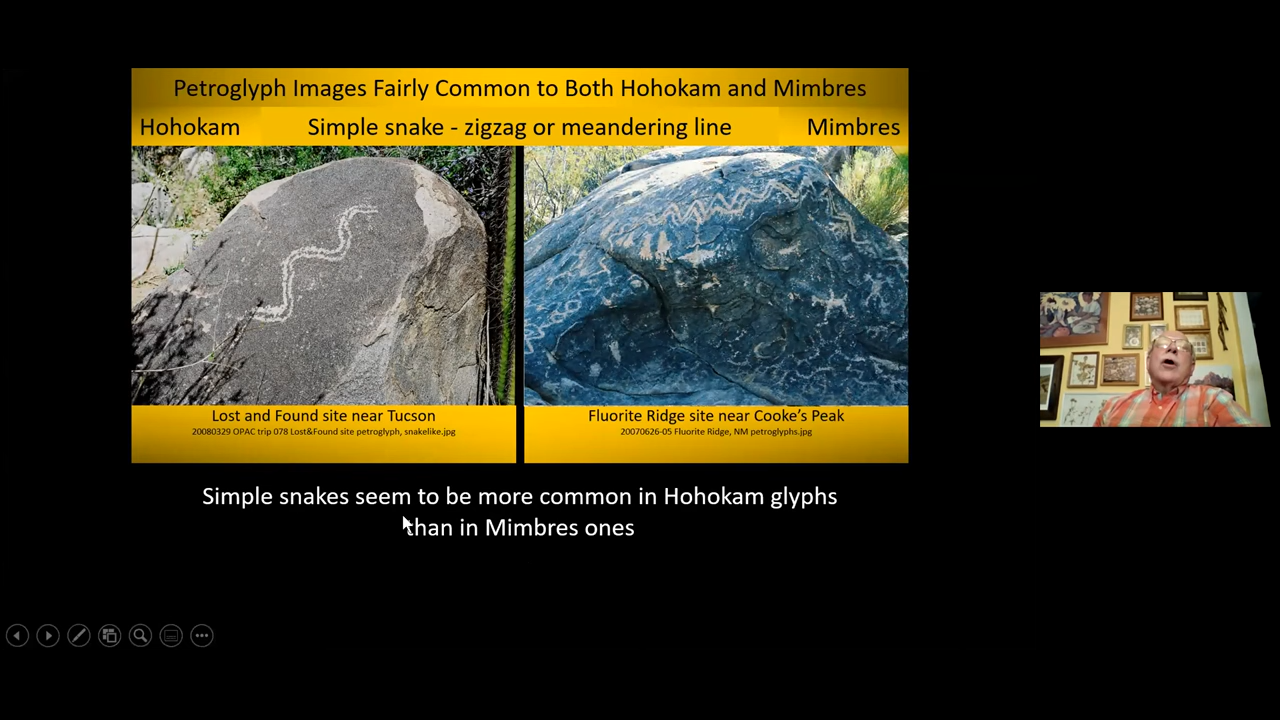 Petroglyph Images Fairly Common to Both Hohokam and Mimbres
Hohokam
Simple snake - zigzag or meandering line
Mimbres
Lost and Found site near Tucson
20080329 OPAC trip 078 Lost&Found site petroglyph, snakelike.jpg
Fluorite Ridge site near Cooke’s Peak
20070626-05 Fluorite Ridge, NM petroglyphs.jpg
Simple snakes seem to be more common in Hohokam glyphs
than in Mimbres ones